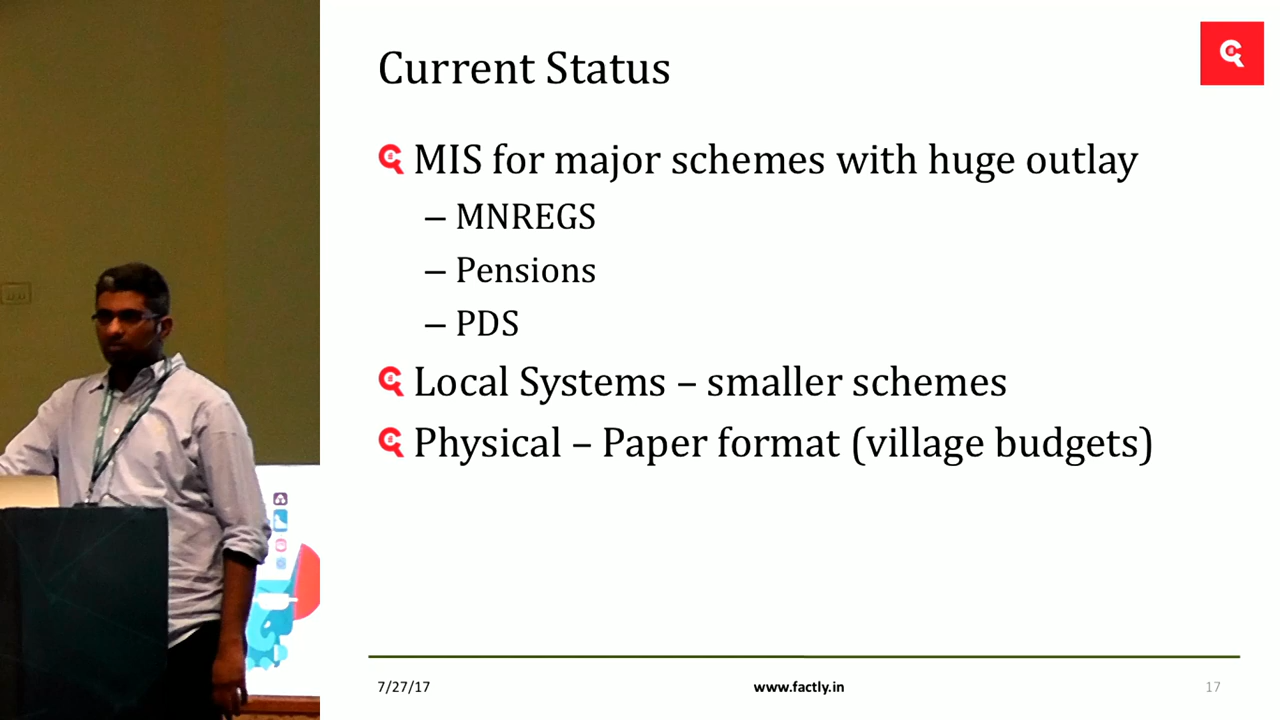 Current Status
MIS for major schemes with huge outlay
– MNREGS
– Pensions
– PDS
Local Systems – smaller schemes
Physical – Paper format (village budgets)
7/27/17
www.factly.in
17